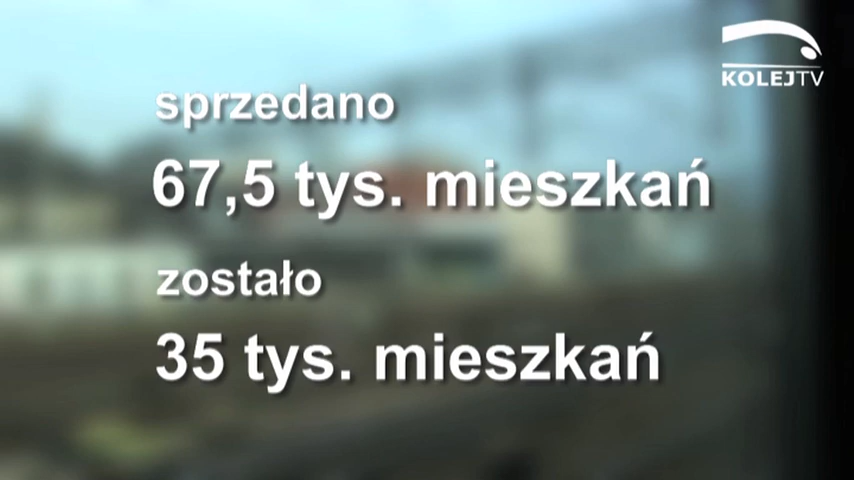 KOLEJTV
sprzedano
67,5 tys. mieszkań
zostało
35 tys. mieszkań